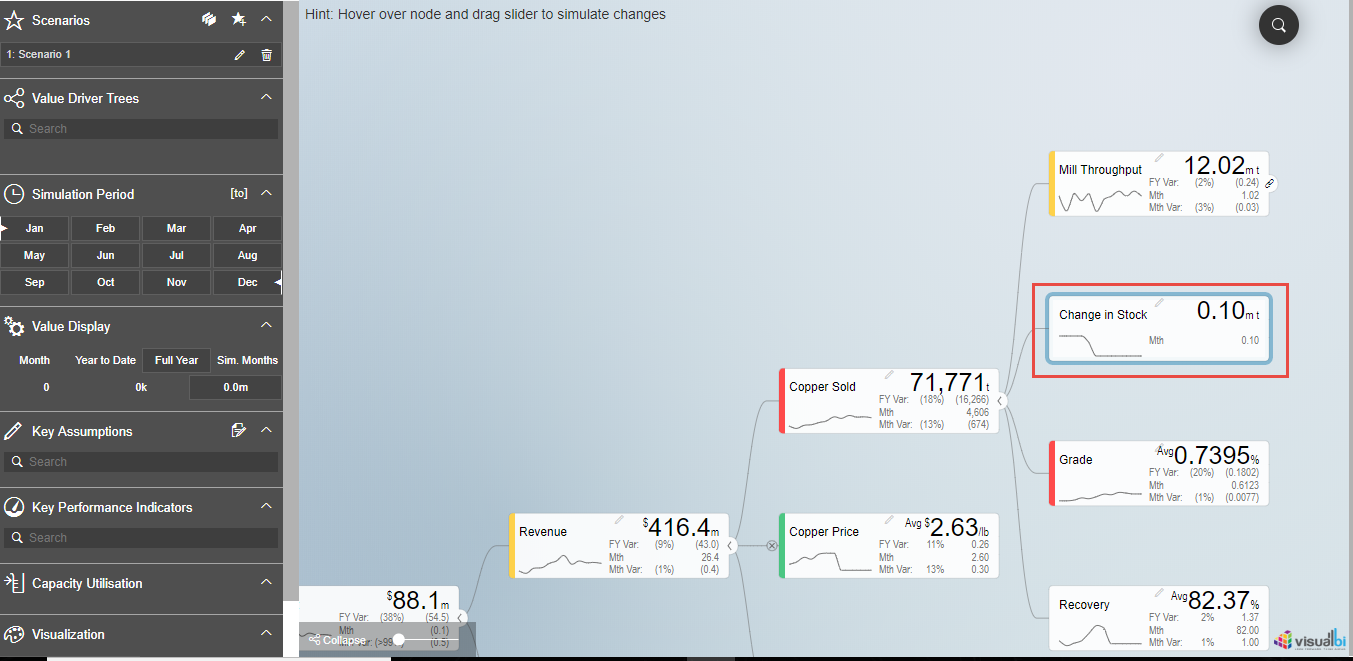 Scenarios
1: Scenario 1
Value Driver Trees
Search
Simulation Period [to]
Jan Feb Mar Apr
May Jun Jul Aug
Sep Oct Nov Dec
Value Display
Month Year to Date Full Year Sim. Months
0 0k 0.0m
Key Assumptions
Search
Key Performance Indicators
Search
Capacity Utilisation
Visualization
Hint: Hover over node and drag slider to simulate changes
Mill Throughput 12.02 m t
FY Var: (2%) (0.24)
Mth 1.02
Mth Var: (3%) (0.03)
Change in Stock 0.10 m t
Mth 0.10
Copper Sold 71,771 t
FY Var: (18%) (16,266)
Mth 4,606
Mth Var: (13%) (674)
Grade Avg 0.7395 %
FY Var: (20%) (0.1802)
Mth 0.6123
Mth Var: (1%) (0.0077)
Revenue $416.4m
FY Var: (9%) (43.0)
Mth 26.4
Mth Var: (1%) (0.4)
Copper Price Avg $2.63/lb
FY Var: 11% 0.26
Mth 2.60
Mth Var: 13% 0.30
$88.1m
FY Var: (38%) (54.5)
Mth (0.1)
Collapse (0.5)
Recovery Avg 82.37 %
FY Var: 2% 1.37
Mth 82.00
Mth Var: 1% 1.00
visualbi